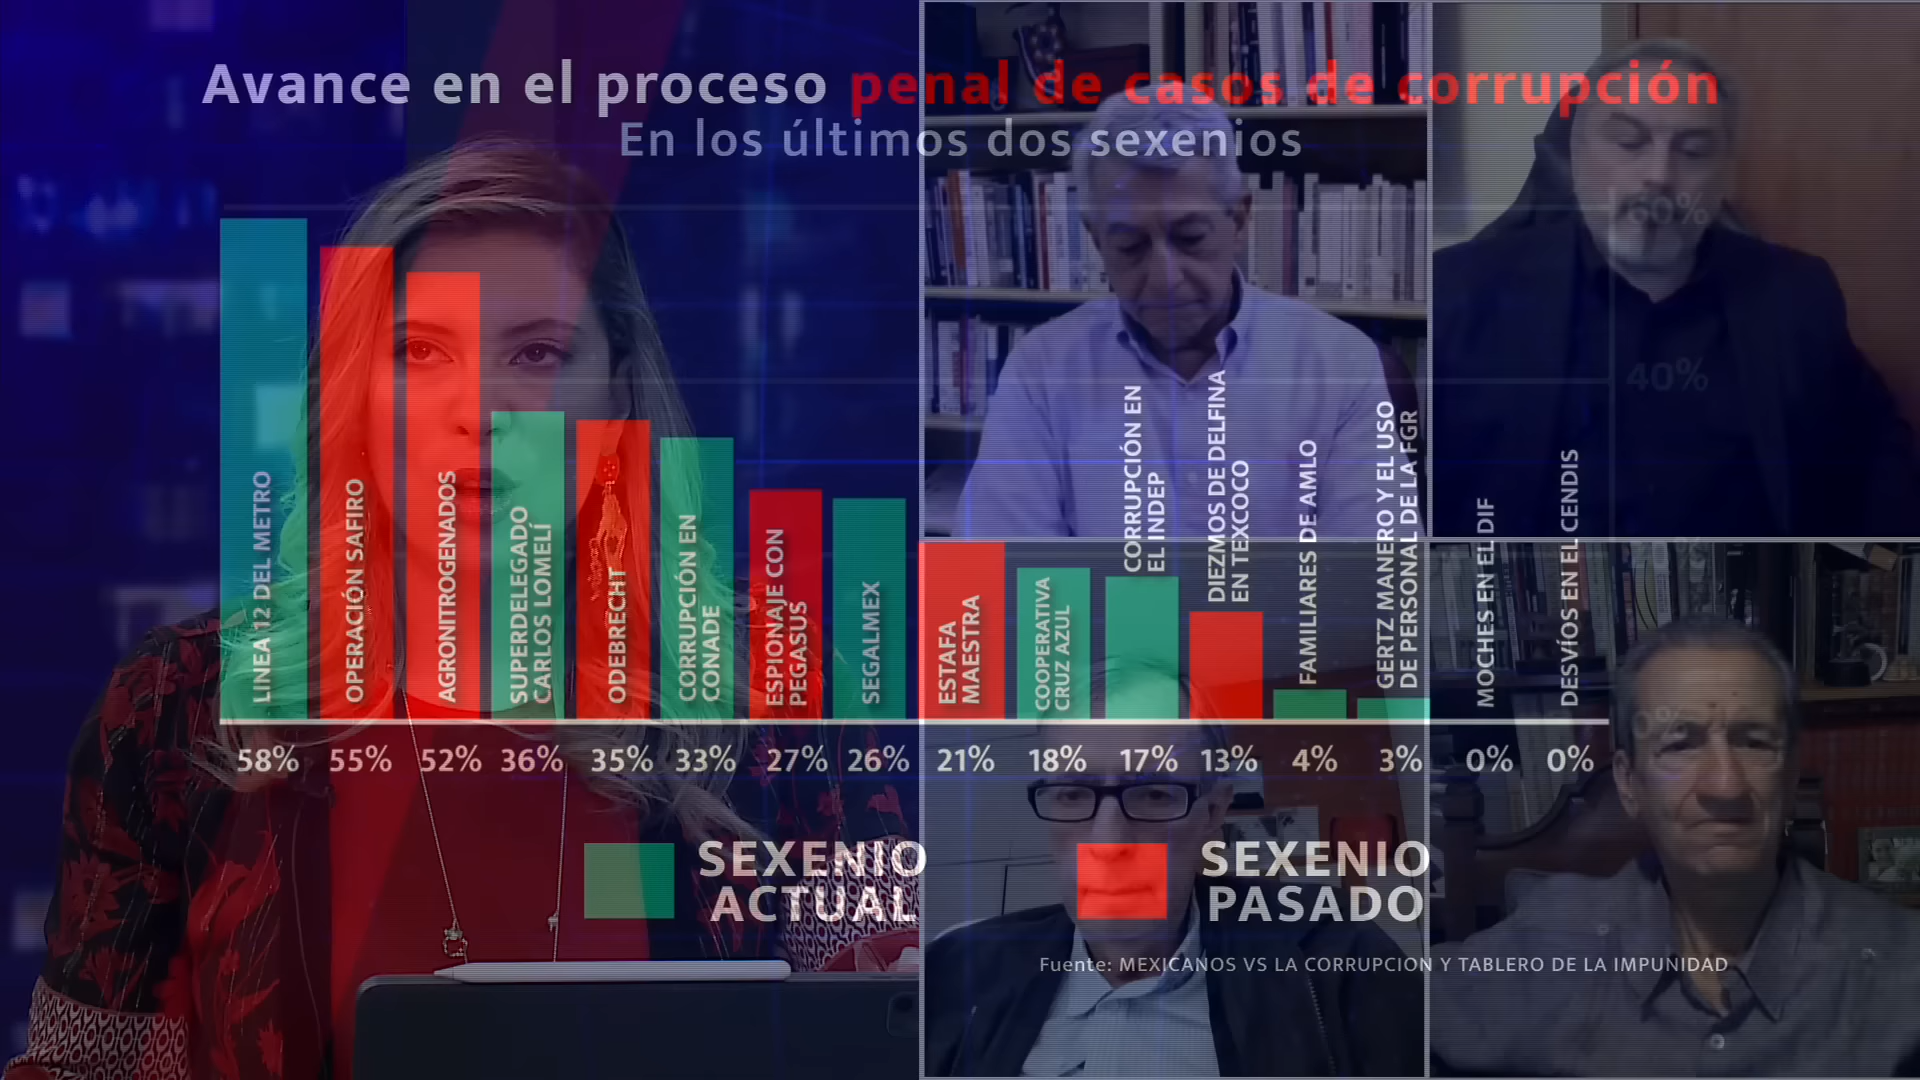 Avance en el proceso penal de casos de corrupción
En los últimos dos sexenios
60%
40%
0%
LINEA 12 DEL METRO
OPERACIÓN SAFIRO
AGRONITROGENADOS
SUPERDELEGADO
CARLOS LOMELÍ
ODEBRECHT
CORRUPCIÓN EN
CONADE
ESPIONAJE CON
PEGASUS
SEGALMEX
ESTAFA
MAESTRA
COOPERATIVA
CRUZ AZUL
CORRUPCIÓN EN
EL INDEP
DIEZMOS DE DELFINA
EN TEXCOCO
FAMILIARES DE AMLO
GERTZ MANERO Y EL USO
DE PERSONAL DE LA FGR
MOCHES EN EL DIF
DESVÍOS EN EL CENDIS
58% 55% 52% 36% 35% 33% 27% 26% 21% 18% 17% 13% 4% 3% 0% 0%
SEXENIO
ACTUAL
SEXENIO
PASADO
Fuente: MEXICANOS VS LA CORRUPCION Y TABLERO DE LA IMPUNIDAD